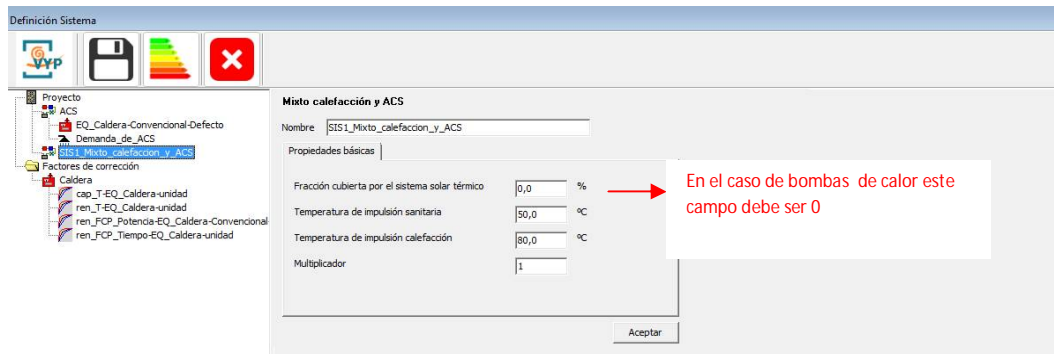 Definición Sistema
VYP
Proyecto
ACS
EQ_Caldera-Convencional-Defecto
Demanda_de_ACS
SIS1_Mixto_calefaccion_y_ACS
Factores de corrección
Caldera
cap_T-EQ_Caldera-unidad
ren_T-EQ_Caldera-unidad
ren_FCP_Potencia-EQ_Caldera-Convencional
ren_FCP_Tiempo-EQ_Caldera-unidad
Mixto calefacción y ACS
Nombre SIS1_Mixto_calefaccion_y_ACS
Propiedades básicas
Fracción cubierta por el sistema solar térmico 0,0 %
Temperatura de impulsión sanitaria 50,0 ºC
Temperatura de impulsión calefacción 80,0 ºC
Multiplicador 1
Aceptar
En el caso de bombas de calor este
campo debe ser 0